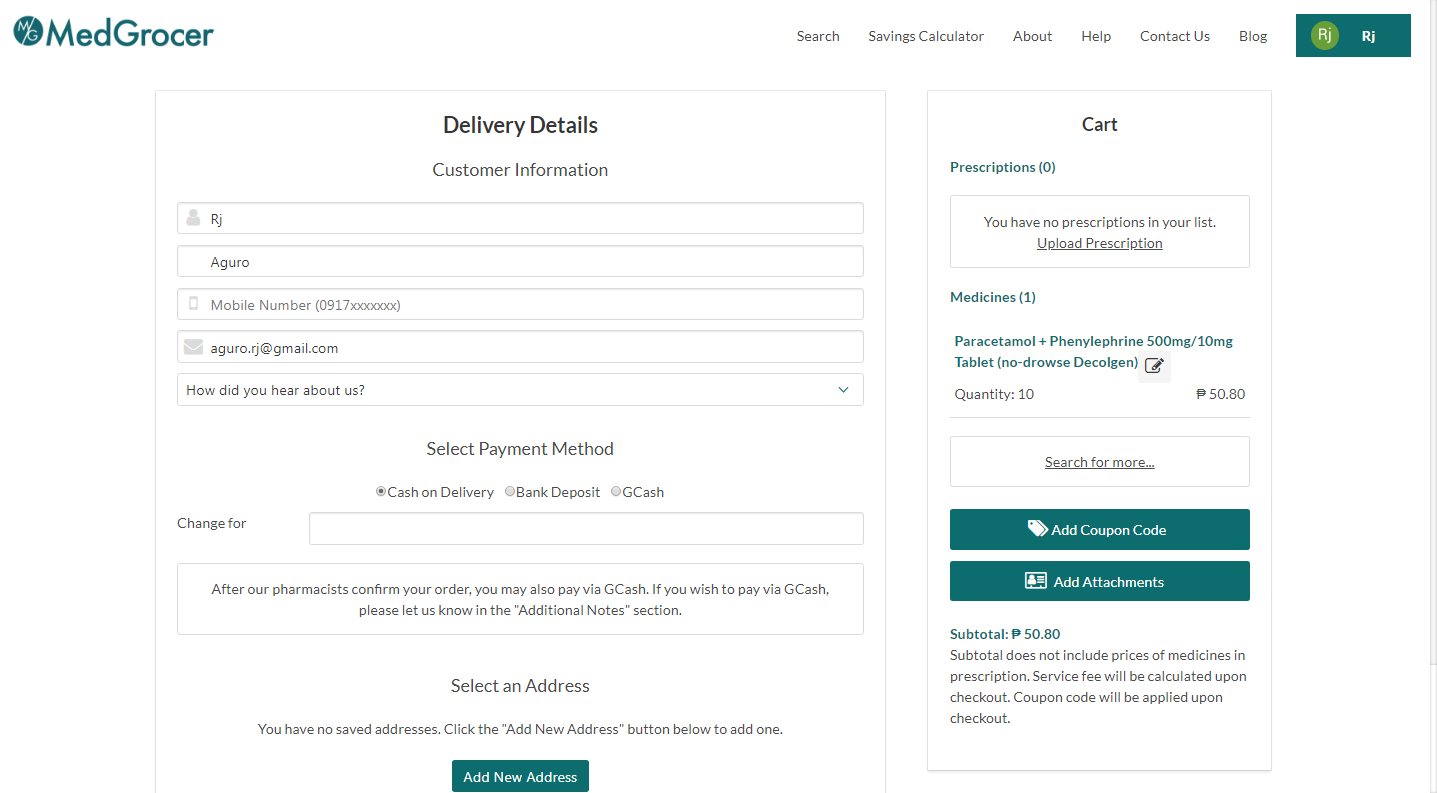 W/G MedGrocer
Search Savings Calculator About Help Contact Us Blog Rj Rj
Delivery Details
Customer Information
Rj
Aguro
Mobile Number (0917xxxxxxx)
aguro.rj@gmail.com
How did you hear about us?
Select Payment Method
Cash on Delivery Bank Deposit GCash
Change for
After our pharmacists confirm your order, you may also pay via GCash. If you wish to pay via GCash,
please let us know in the "Additional Notes" section.
Select an Address
You have no saved addresses. Click the "Add New Address" button below to add one.
Add New Address
Cart
Prescriptions (0)
You have no prescriptions in your list.
Upload Prescription
Medicines (1)
Paracetamol + Phenylephrine 500mg/10mg
Tablet (no-drowse Decolgen)
Quantity: 10 ₱ 50.80
Search for more...
Add Coupon Code
Add Attachments
Subtotal: ₱ 50.80
Subtotal does not include prices of medicines in
prescription. Service fee will be calculated upon
checkout. Coupon code will be applied upon
checkout.